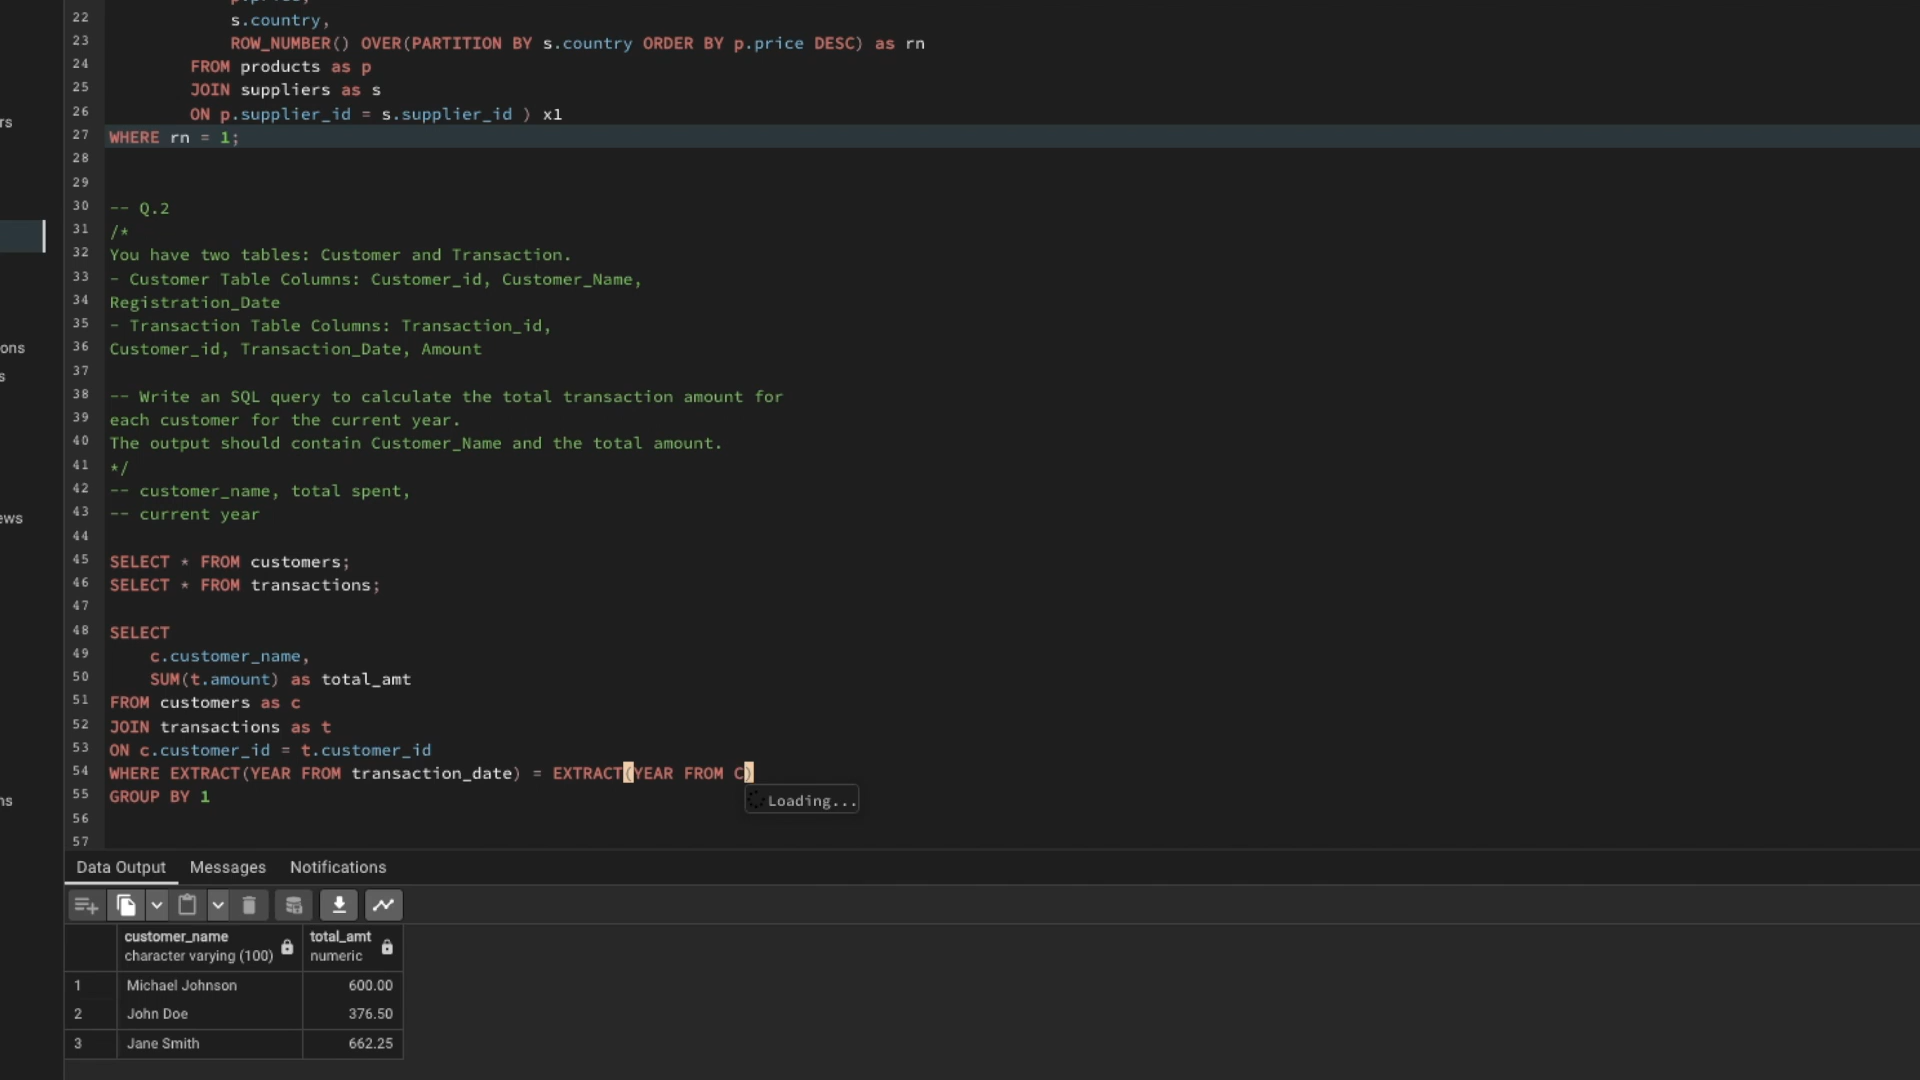 22 s.country,
23 ROW_NUMBER() OVER(PARTITION BY s.country ORDER BY p.price DESC) as rn
24 FROM products as p
25 JOIN suppliers as s
26 ON p.supplier_id = s.supplier_id ) x1
27 WHERE rn = 1;
28
29
30 -- Q.2
31 /*
32 You have two tables: Customer and Transaction.
33 - Customer Table Columns: Customer_id, Customer_Name,
34 Registration_Date
35 - Transaction Table Columns: Transaction_id,
36 Customer_id, Transaction_Date, Amount
37
38 -- Write an SQL query to calculate the total transaction amount for
39 each customer for the current year.
40 The output should contain Customer_Name and the total amount.
41 */
42 -- customer_name, total spent,
43 -- current year
44
45 SELECT * FROM customers;
46 SELECT * FROM transactions;
47
48 SELECT
49 c.customer_name,
50 SUM(t.amount) as total_amt
51 FROM customers as c
52 JOIN transactions as t
53 ON c.customer_id = t.customer_id
54 WHERE EXTRACT(YEAR FROM transaction_date) = EXTRACT(YEAR FROM C)
55 GROUP BY 1
Loading...
56
57
rs
ons
s
ews
ns
Data Output Messages Notifications
customer_name total_amt
character varying (100) numeric
1 Michael Johnson 600.00
2 John Doe 376.50
3 Jane Smith 662.25